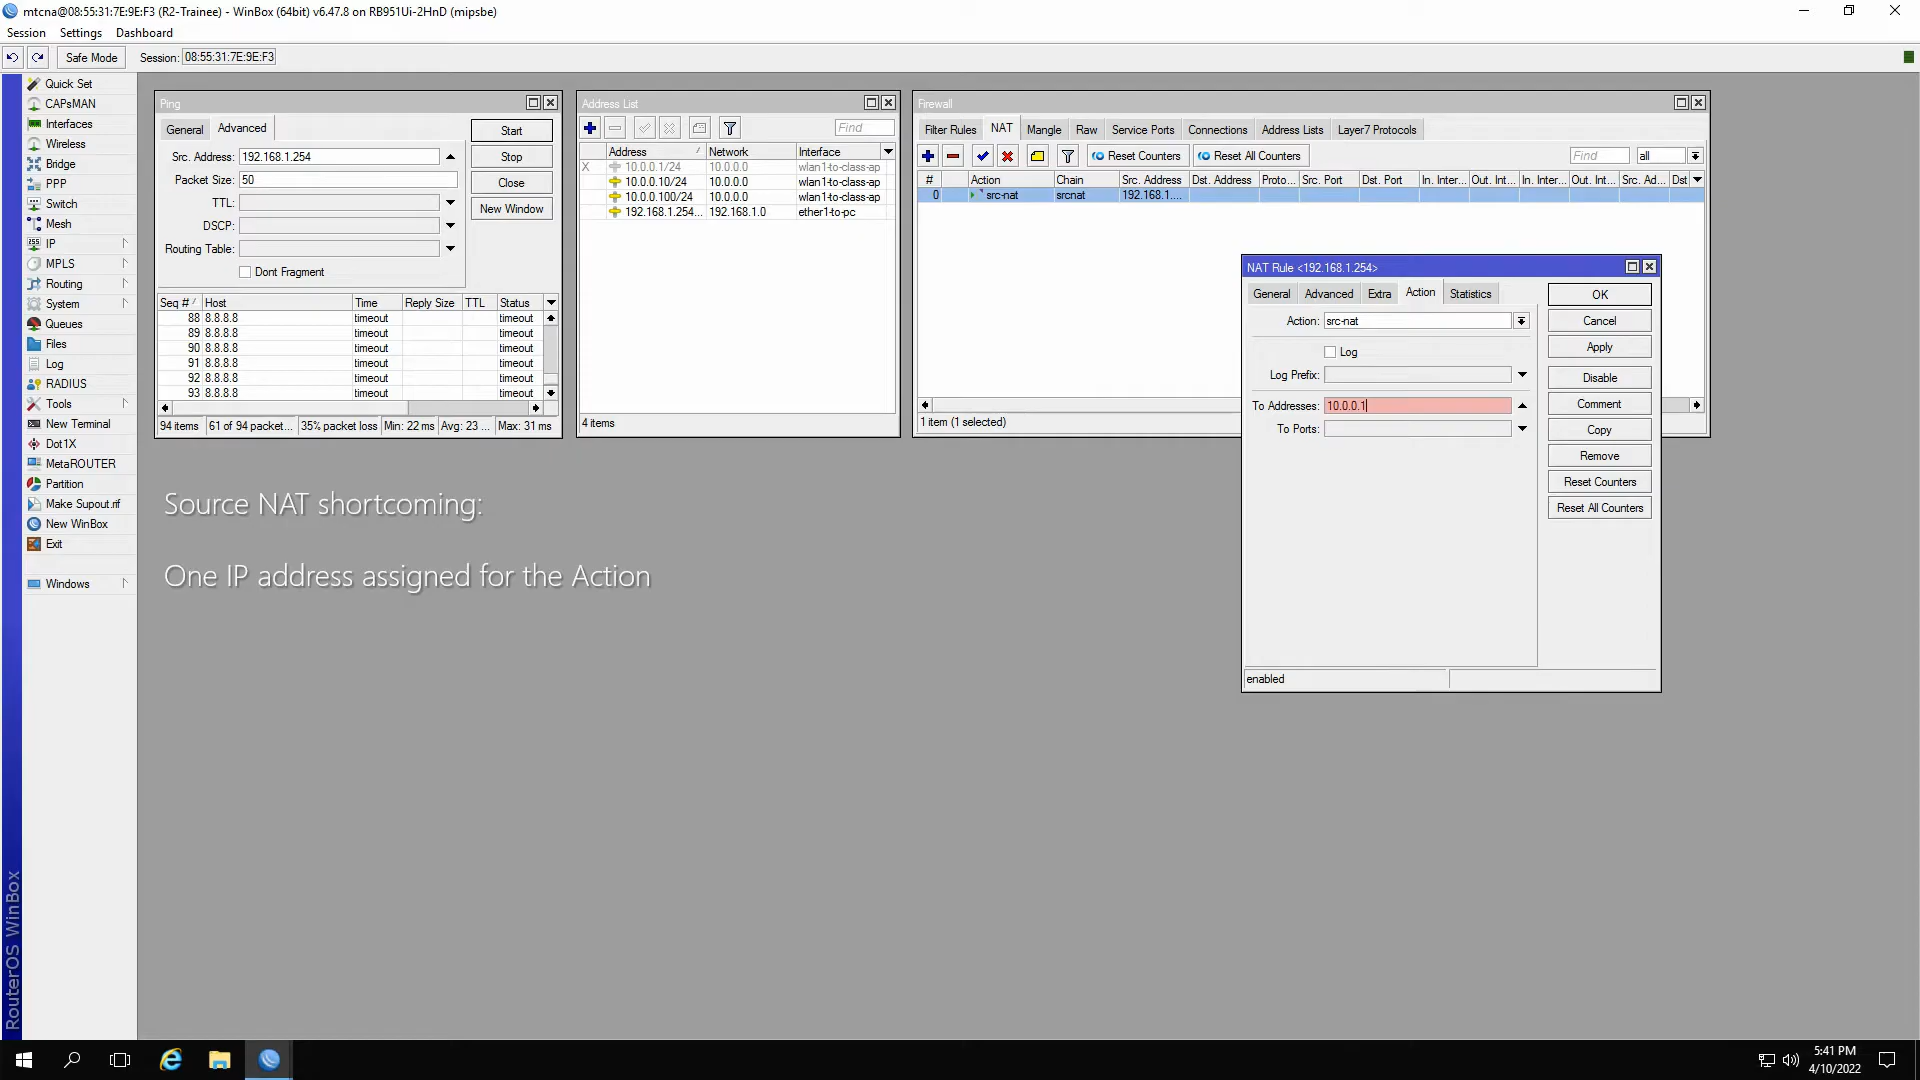 mtcna@08:55:31:7E:9E:F3 (R2-Trainee) - WinBox (64bit) v6.47.8 on RB951Ui-2HnD (mipsbe)
Session Settings Dashboard
Safe Mode Session: 08:55:31:7E:9E:F3
Quick Set
CAPsMAN
Interfaces
Wireless
Bridge
PPP
Switch
Mesh
IP
MPLS
Routing
System
Queues
Files
Log
RADIUS
Tools
New Terminal
Dot1X
MetaROUTER
Partition
Make Supout.rif
New WinBox
Exit
Windows
RouterOS WinBox
Ping
General Advanced
Src. Address: 192.168.1.254
Packet Size: 50
TTL:
DSCP:
Routing Table:
Dont Fragment
Start
Stop
Close
New Window
Seq # Host Time Reply Size TTL Status
88 8.8.8.8 timeout timeout
89 8.8.8.8 timeout timeout
90 8.8.8.8 timeout timeout
91 8.8.8.8 timeout timeout
92 8.8.8.8 timeout timeout
93 8.8.8.8 timeout timeout
94 items 61 of 94 packet... 35% packet loss Min: 22 ms Avg: 23 ... Max: 31 ms
Address List
Find
Address Network Interface
X 10.0.0.1/24 10.0.0.0 wlan1-to-class-ap
10.0.0.10/24 10.0.0.0 wlan1-to-class-ap
10.0.0.100/24 10.0.0.0 wlan1-to-class-ap
192.168.1.254... 192.168.1.0 ether1-to-pc
4 items
Firewall
Filter Rules NAT Mangle Raw Service Ports Connections Address Lists Layer7 Protocols
Reset Counters Reset All Counters Find all
# Action Chain Src. Address Dst. Address Proto... Src. Port Dst. Port In. Inter... Out. Int... In. Inter... Out. Int... Src. Ad... Dst
0 src-nat srcnat 192.168.1....
1 item (1 selected)
NAT Rule <192.168.1.254>
General Advanced Extra Action Statistics
Action: src-nat
Log
Log Prefix:
To Addresses: 10.0.0.1
To Ports:
OK
Cancel
Apply
Disable
Comment
Copy
Remove
Reset Counters
Reset All Counters
enabled
Source NAT shortcoming:
One IP address assigned for the Action
5:41 PM
4/10/2022